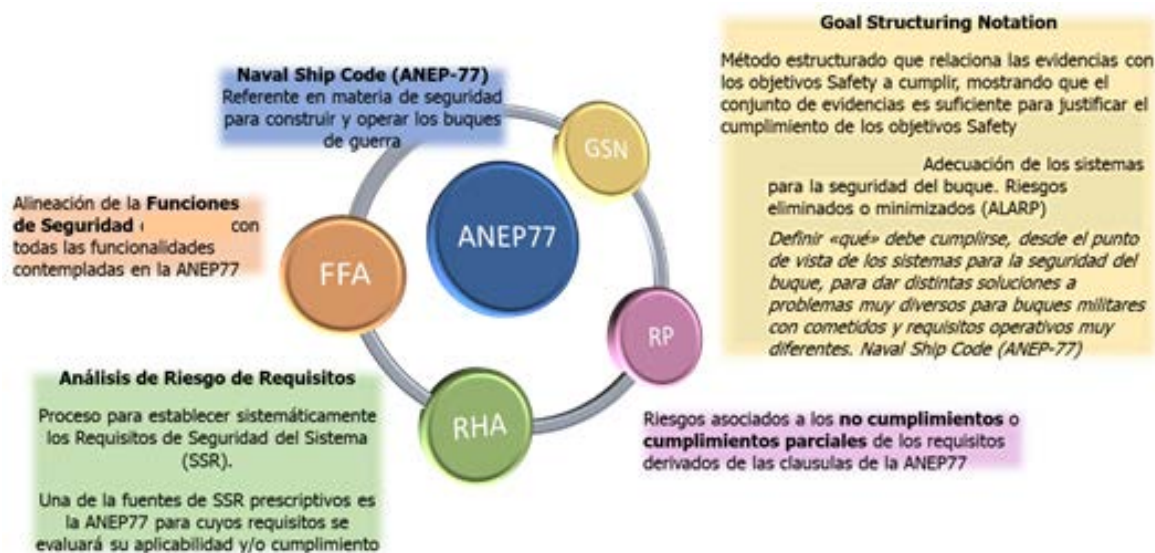 Goal Structuring Notation
Método estructurado que relaciona las evidencias con
los objetivos Safety a cumplir, mostrando que el
conjunto de evidencias es suficiente para justificar el
cumplimiento de los objetivos Safety
Adecuación de los sistemas
para la seguridad del buque. Riesgos
eliminados o minimizados (ALARP)
Definir «qué» debe cumplirse, desde el punto
de vista de los sistemas para la seguridad del
buque, para dar distintas soluciones a
problemas muy diversos para buques militares
con cometidos y requisitos operativos muy
diferentes. Naval Ship Code (ANEP-77)
Naval Ship Code (ANEP-77)
Referente en materia de seguridad
para construir y operar los buques
de guerra
GSN
ANEP77
Alineación de la Funciones
de Seguridad con
todas las funcionalidades
contempladas en la ANEP77
FFA
RP
RHA
Riesgos asociados a los no cumplimientos o
cumplimientos parciales de los requisitos
derivados de las clausulas de la ANEP77
Análisis de Riesgo de Requisitos
Proceso para establecer sistemáticamente
los Requisitos de Seguridad del Sistema
(SSR).
Una de la fuentes de SSR prescriptivos es
la ANEP77 para cuyos requisitos se
evaluará su aplicabilidad y/o cumplimiento